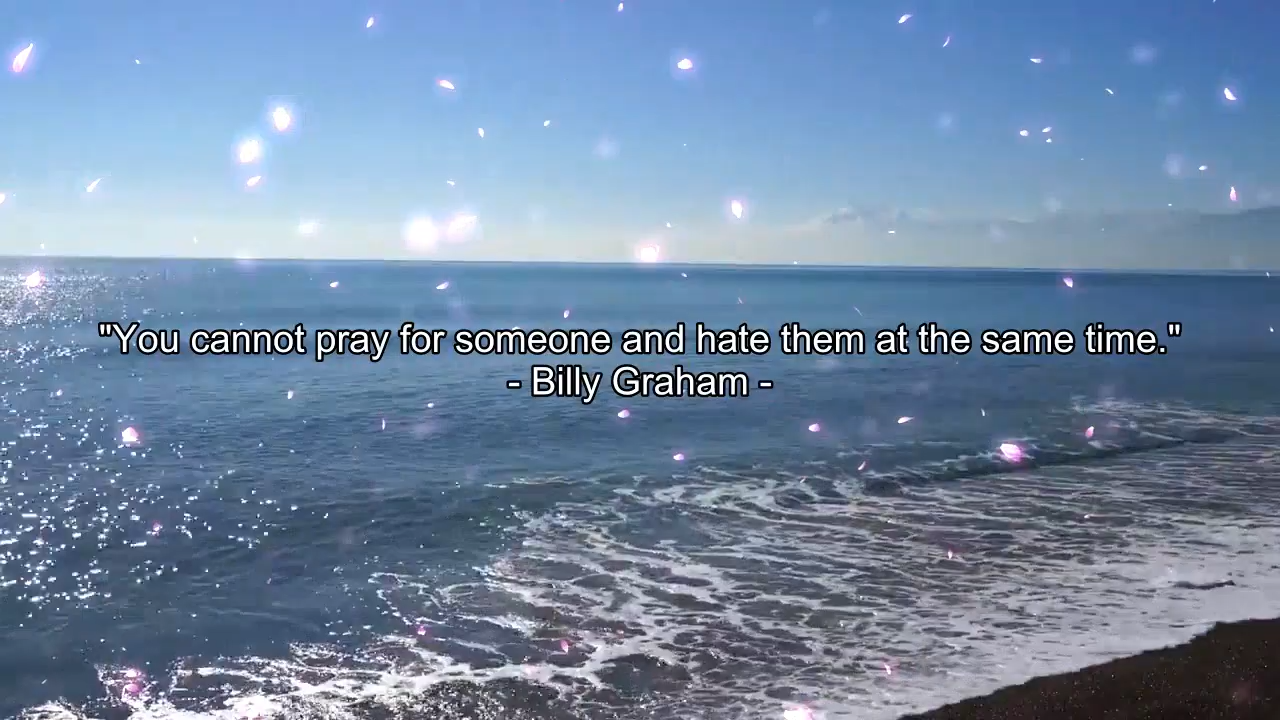 "You cannot pray for someone and hate them at the same time."
- Billy Graham -